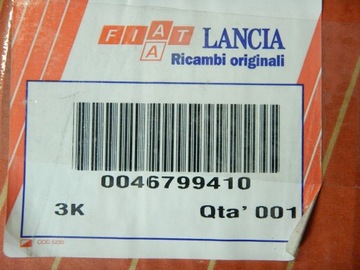 FIAT LANCIA
A
Ricambi originali
0046799410
3K Qta' 001